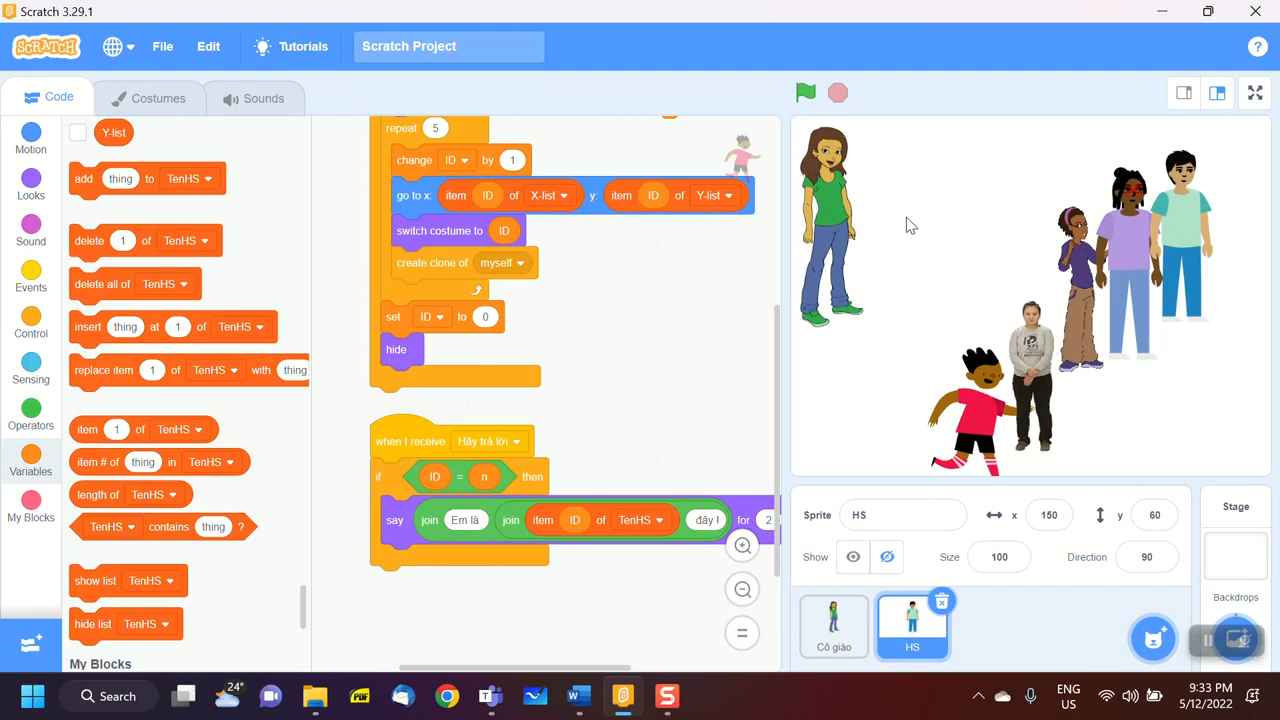 Scratch 3.29.1
SCRATCH File Edit Tutorials Scratch Project ?
Code Costumes Sounds
Motion
Looks
Sound
Events
Control
Sensing
Operators
Variables
My Blocks
Y-list
add thing to TenHS
delete 1 of TenHS
delete all of TenHS
insert thing at 1 of TenHS
replace item 1 of TenHS with thing
item 1 of TenHS
item # of thing in TenHS
length of TenHS
TenHS contains thing ?
show list TenHS
hide list TenHS
My Blocks
repeat 5
change ID by 1
go to x: item ID of X-list y: item ID of Y-list
switch costume to ID
create clone of myself
set ID to 0
hide
when I receive Hãy trả lời
if ID = n then
say join Em là join item ID of TenHS đây for 2
Sprite HS x 150 y 60
Show Size 100 Direction 90
Cô giáo HS
Stage
Backdrops
24° Search PDF S ENG US 9:33 PM 5/12/2022